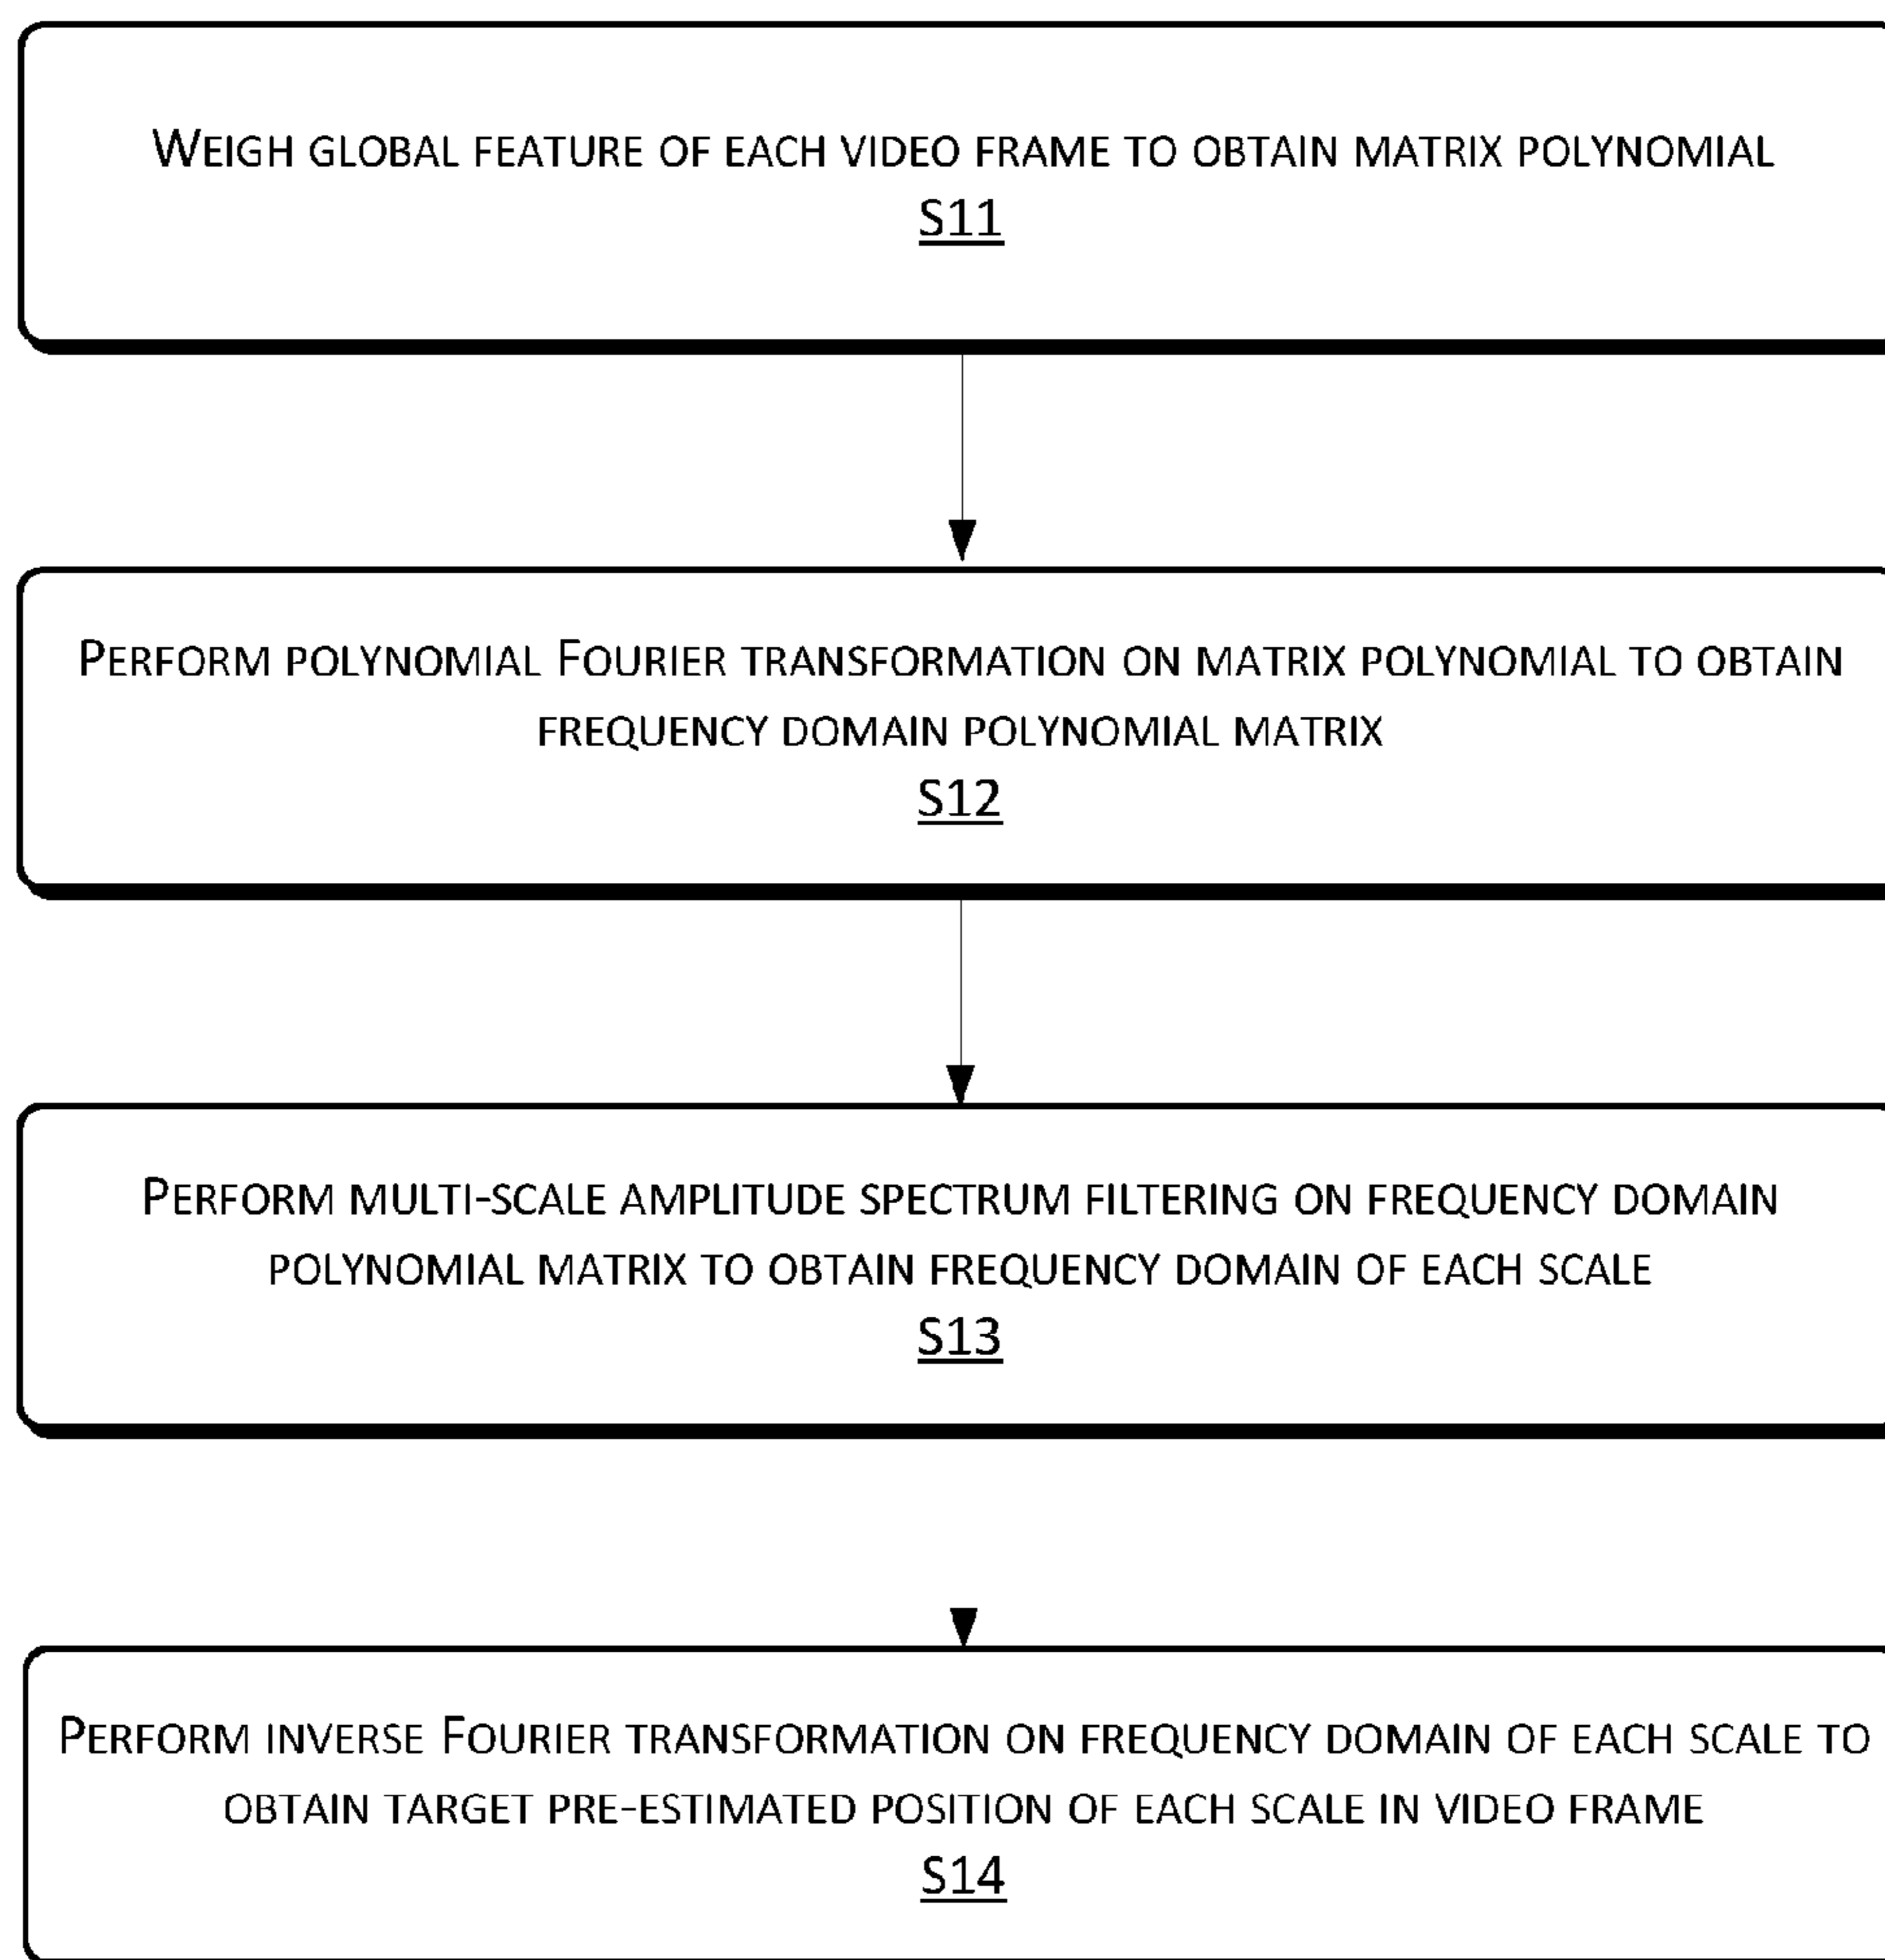 WEIGH GLOBAL FEATURE OF EACH VIDEO FRAME TO OBTAIN MATRIX POLYNOMIAL
S11
PERFORM POLYNOMIAL FOURIER TRANSFORMATION ON MATRIX POLYNOMIAL TO OBTAIN
FREQUENCY DOMAIN POLYNOMIAL MATRIX
S12
PERFORM MULTI-SCALE AMPLITUDE SPECTRUM FILTERING ON FREQUENCY DOMAIN
POLYNOMIAL MATRIX TO OBTAIN FREQUENCY DOMAIN OF EACH SCALE
S13
PERFORM INVERSE FOURIER TRANSFORMATION ON FREQUENCY DOMAIN OF EACH SCALE TO
OBTAIN TARGET PRE-ESTIMATED POSITION OF EACH SCALE IN VIDEO FRAME
S14